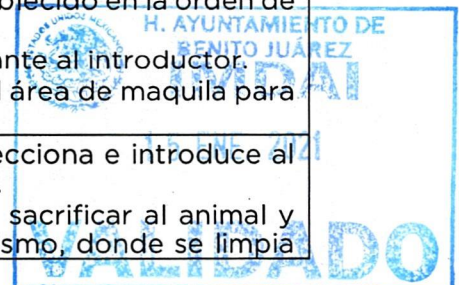 blecido en la orden de
H. AYUNTAMIENTO DE
BENITO JUÁREZ
ante al introductor.
IMDAI
área de maquila para
15 ENE 2021
ecciona e introduce al
sacrificar al animal y
VALIDADO
smo, donde se limpia